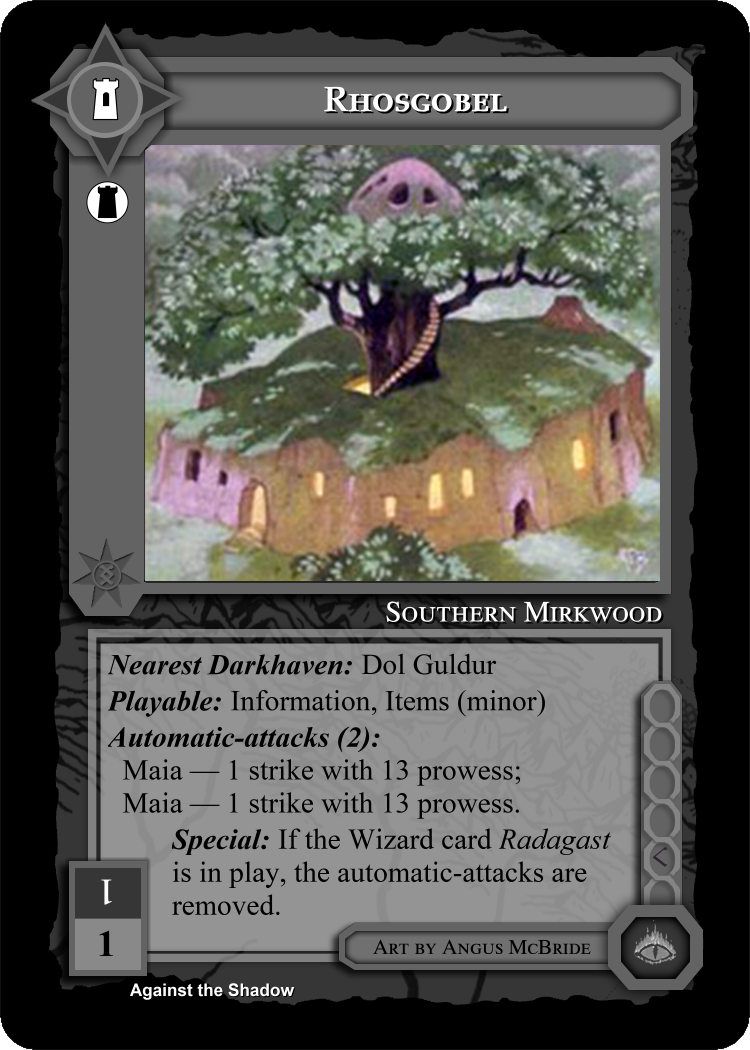 Rhosgobel
Southern Mirkwood
Nearest Darkhaven: Dol Guldur
Playable: Information, Items (minor)
Automatic-attacks (2):
Maia — 1 strike with 13 prowess;
Maia — 1 strike with 13 prowess.
Special: If the Wizard card Radagast
is in play, the automatic-attacks are
removed.
1
1
Art by Angus McBride
Against the Shadow